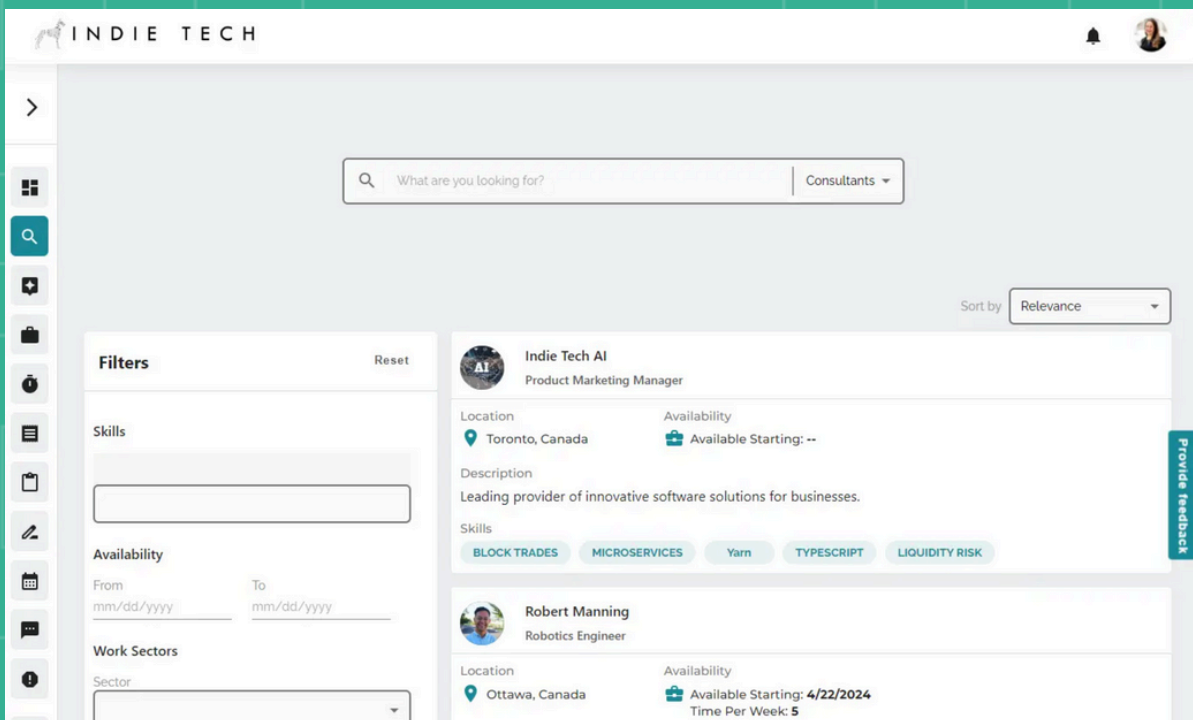 INDIE TECH
What are you looking for?
Consultants
Sort by
Relevance
Filters
Reset
Skills
Availability
From
To
mm/dd/yyyy
mm/dd/yyyy
Work Sectors
Sector
AI
Indie Tech AI
Product Marketing Manager
Location
Availability
Toronto, Canada
Available Starting: --
Description
Leading provider of innovative software solutions for businesses.
Skills
BLOCK TRADES
MICROSERVICES
Yarn
TYPESCRIPT
LIQUIDITY RISK
Robert Manning
Robotics Engineer
Location
Availability
Ottawa, Canada
Available Starting: 4/22/2024
Time Per Week: 5
Provide feedback